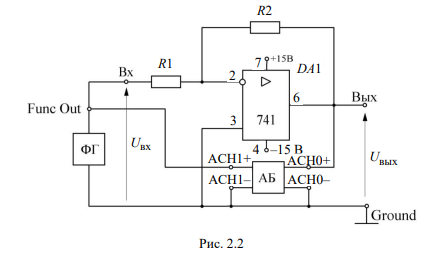 R2
R1
7
+15В
DA1
Вх
2
6
Вых
Func Out
3
741
ФГ
Uвх
4
–15 В
Uвых
ACH1+
ACH0+
ACH1–
АБ
ACH0–
Ground
Рис. 2.2